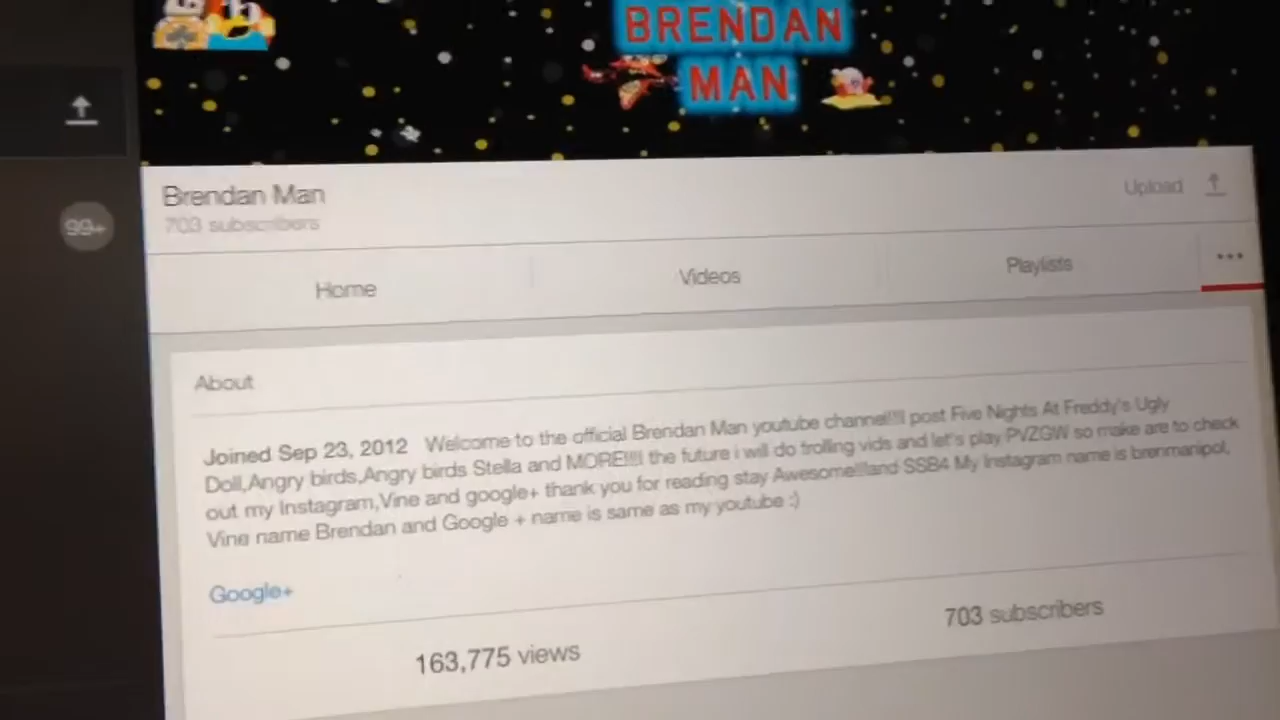 BRENDAN
MAN
Brendan Man
703 subscribers
Upload
99+
Home
Videos
Playlists
About
Joined Sep 23, 2012 Welcome to the official Brendan Man youtube channel!!I post Five Nights At Freddy's Ugly
Doll,Angry birds,Angry birds Stella and MORE!!!I the future i will do trolling vids and let's play PVZGW so make are to check
out my Instagram,Vine and google+ thank you for reading stay Awesome!!!and SSB4 My Instagram name is brenmanipol,
Vine name Brendan and Google + name is same as my youtube :)
Google+
163,775 views
703 subscribers